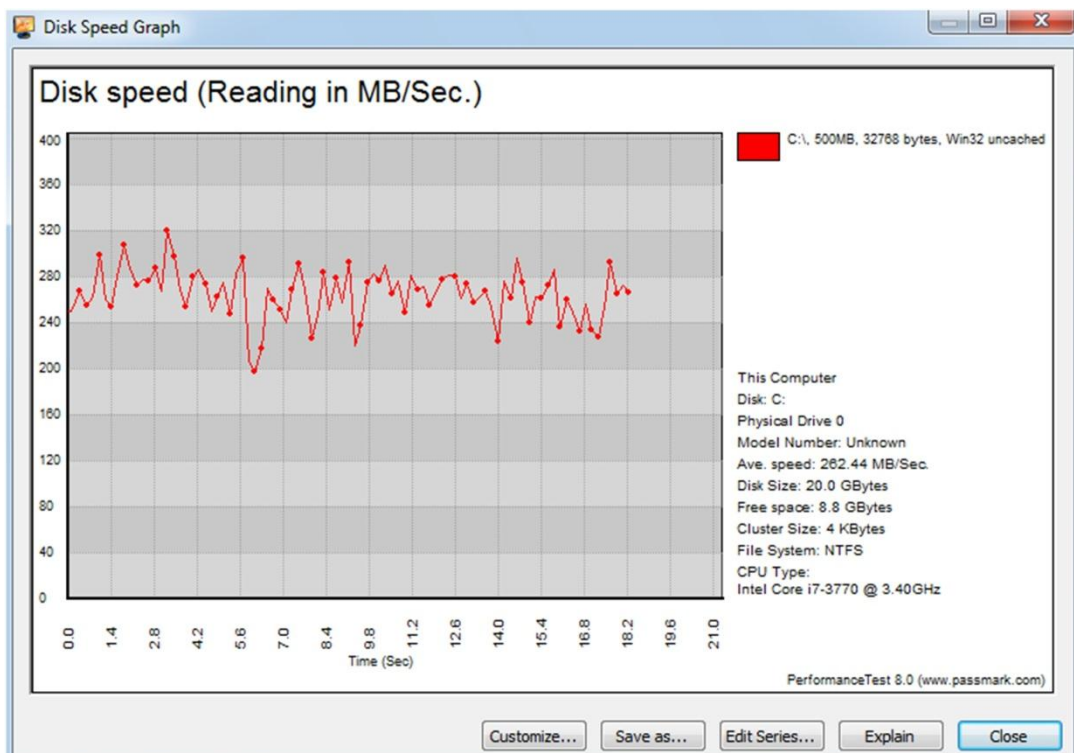 Disk Speed Graph
Disk speed (Reading in MB/Sec.)
400
360
320
280
240
200
160
120
80
40
0
0.0
1.4
2.8
4.2
5.6
7.0
8.4
9.8
11.2
12.6
14.0
15.4
16.8
18.2
19.6
21.0
Time (Sec)
C:\, 500MB, 32768 bytes, Win32 uncached
This Computer
Disk: C:
Physical Drive 0
Model Number: Unknown
Ave. speed: 262.44 MB/Sec.
Disk Size: 20.0 GBytes
Free space: 8.8 GBytes
Cluster Size: 4 KBytes
File System: NTFS
CPU Type:
Intel Core i7-3770 @ 3.40GHz
PerformanceTest 8.0 (www.passmark.com)
Customize... Save as... Edit Series... Explain Close